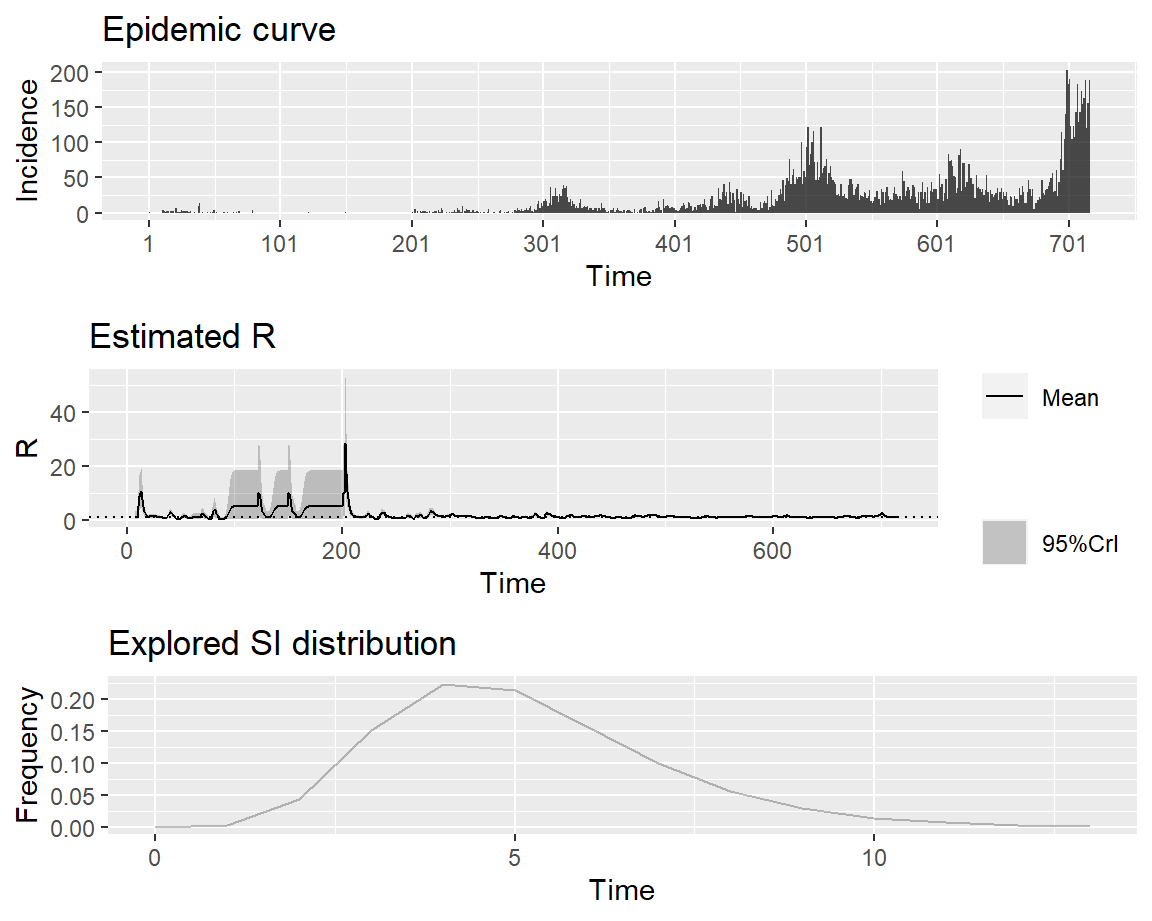 Epidemic curve
200
150
100
50
0
Incidence
1 101 201 301 401 501 601 701
Time
Estimated R
40
20
0
R
0 200 400 600
Time
Mean
95%CrI
Explored SI distribution
0.20
0.15
0.10
0.05
0.00
Frequency
0 5 10
Time